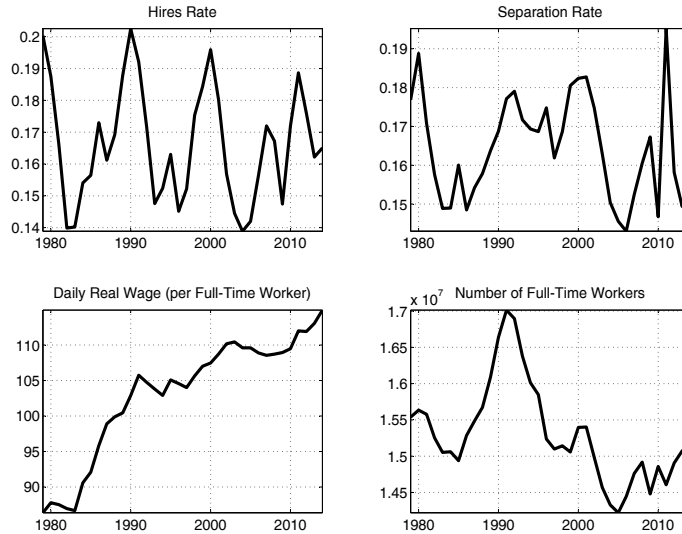 Hires Rate
0.2
0.19
0.18
0.17
0.16
0.15
0.14
1980 1990 2000 2010
Separation Rate
0.19
0.18
0.17
0.16
0.15
1980 1990 2000 2010
Daily Real Wage (per Full-Time Worker)
110
105
100
95
90
1980 1990 2000 2010
Number of Full-Time Workers
x 10^7
1.7
1.65
1.6
1.55
1.5
1.45
1980 1990 2000 2010